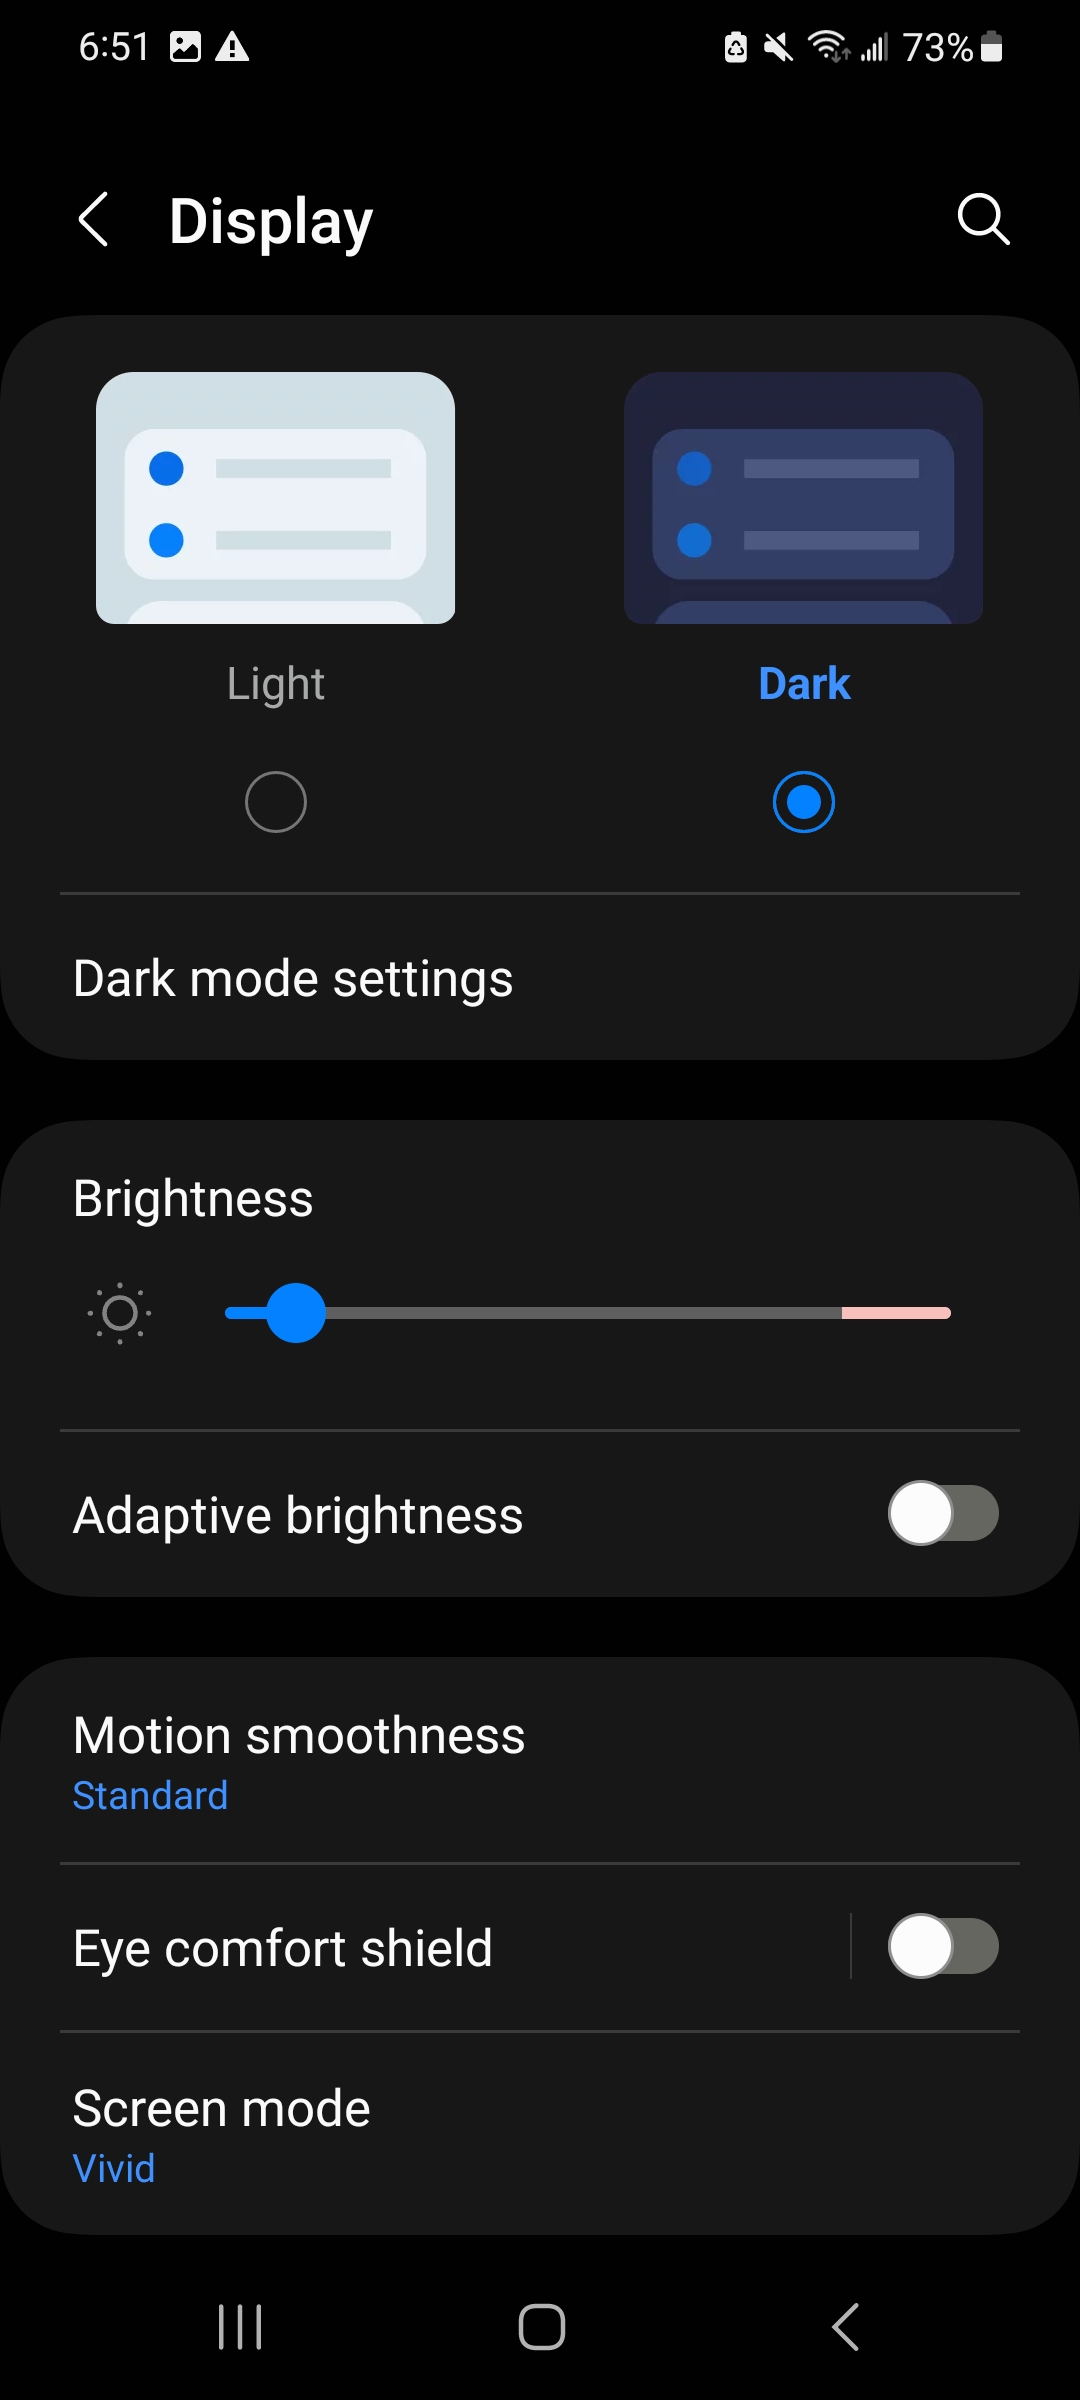 6:51 73%
Display
Light Dark
Dark mode settings
Brightness
Adaptive brightness
Motion smoothness
Standard
Eye comfort shield
Screen mode
Vivid